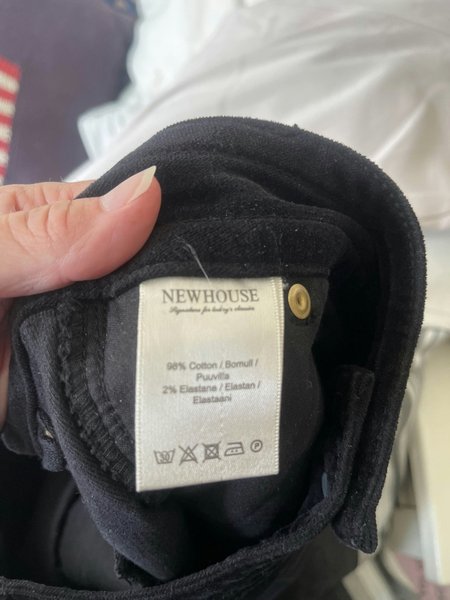 NEWHOUSE
Signature for today's classics
98% Cotton / Bomull /
Puuvilla
2% Elastane / Elastan /
Elastaani